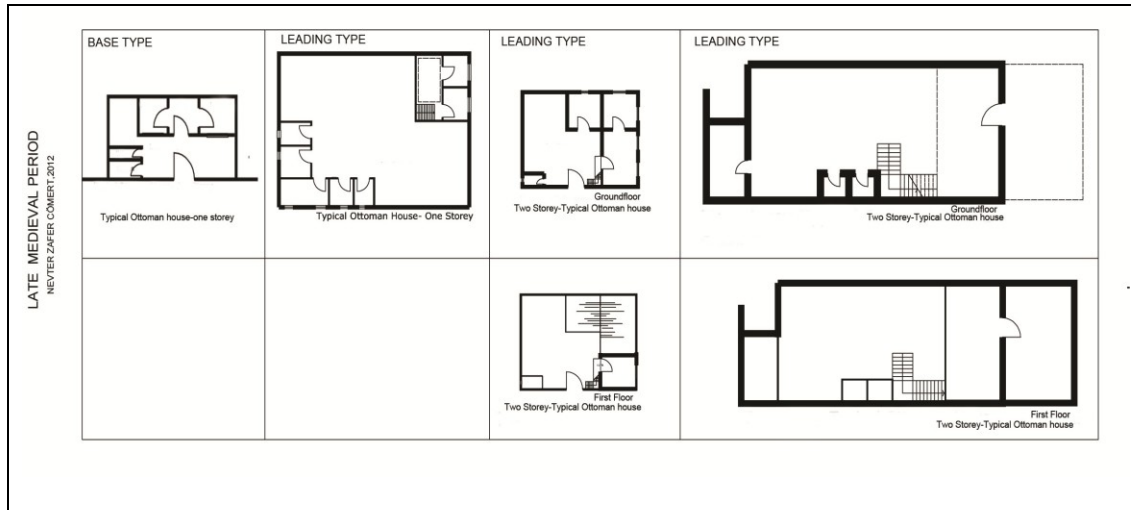 LATE MEDIEVAL PERIOD
NEVTER ZAFER CÖMERT,2012
BASE TYPE
Typical Ottoman house-one storey
LEADING TYPE
Typical Ottoman House- One Storey
LEADING TYPE
Groundfloor
Two Storey-Typical Ottoman house
LEADING TYPE
Groundfloor
Two Storey-Typical Ottoman house
First Floor
Two Storey-Typical Ottoman house
First Floor
Two Storey-Typical Ottoman house